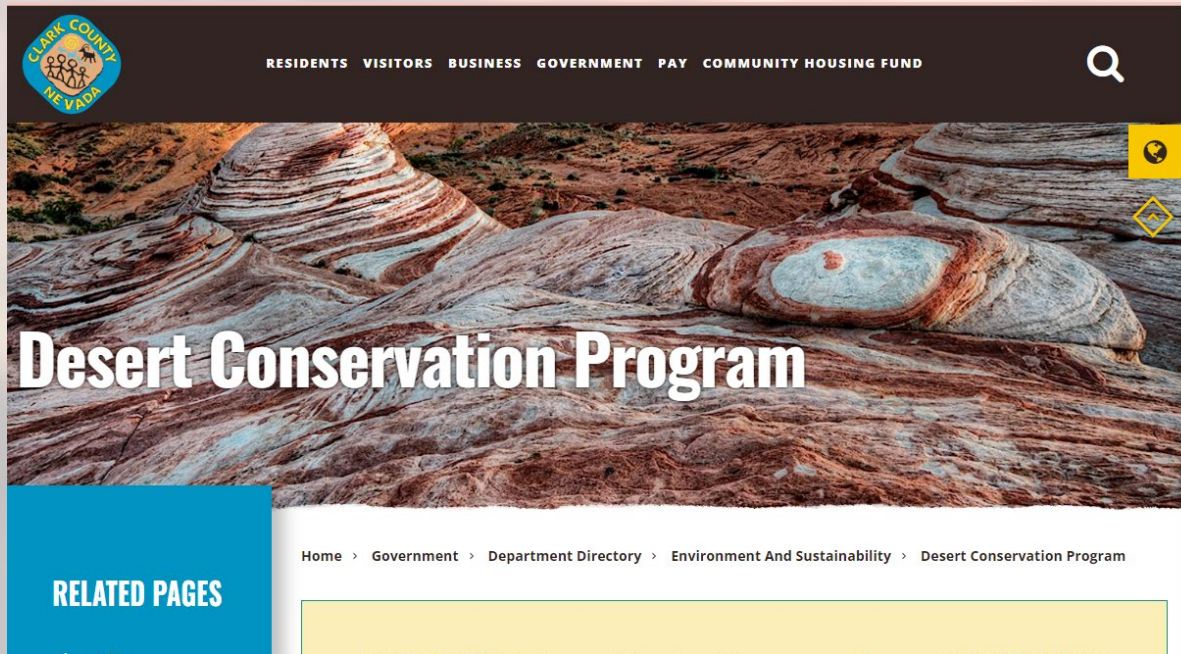 CLARK COUNTY
NEVADA
RESIDENTS VISITORS BUSINESS GOVERNMENT PAY COMMUNITY HOUSING FUND
Desert Conservation Program
Home > Government > Department Directory > Environment And Sustainability > Desert Conservation Program
RELATED PAGES